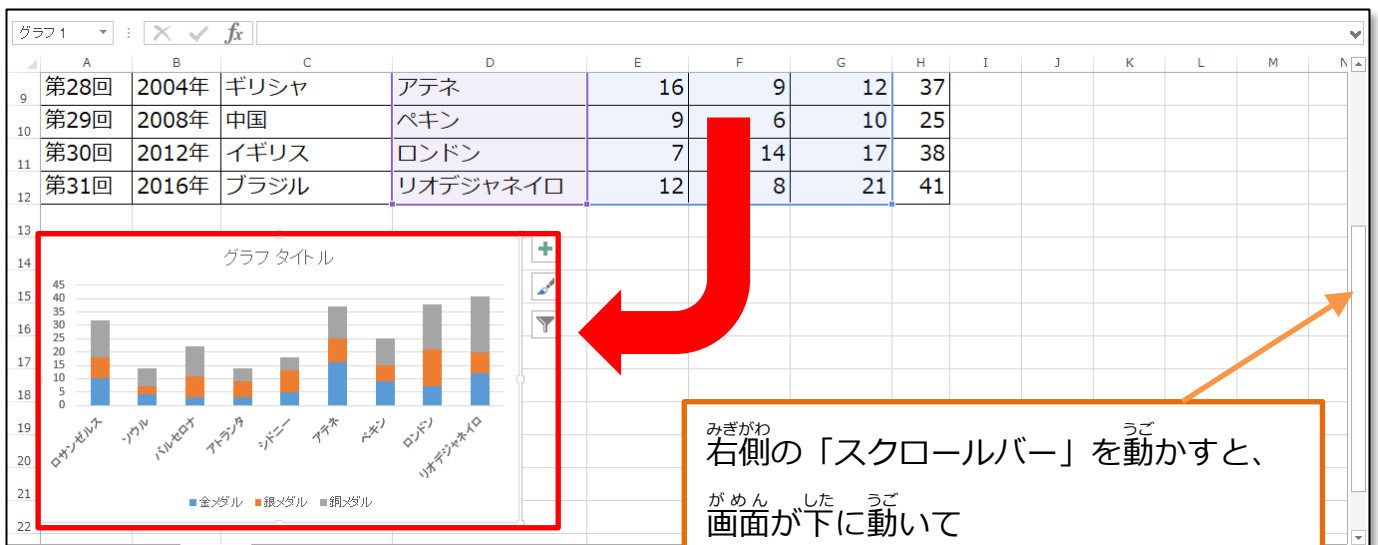 グラフ 1 fx
A B C D E F G H I J K L M N
9 第28回 2004年 ギリシャ アテネ 16 9 12 37
10 第29回 2008年 中国 ペキン 9 6 10 25
11 第30回 2012年 イギリス ロンドン 7 14 17 38
12 第31回 2016年 ブラジル リオデジャネイロ 12 8 21 41
13
14
15
16
17
18
19
20
21
22
グラフ タイトル
45
40
35
30
25
20
15
10
5
0
ロサンゼルス ソウル バルセロナ アトランタ シドニー アテネ ペキン ロンドン リオデジャネイロ
金メダル 銀メダル 銅メダル
みぎがわ うご
右側の「スクロールバー」を動かすと、
がめん した うご
画面が下に動いて